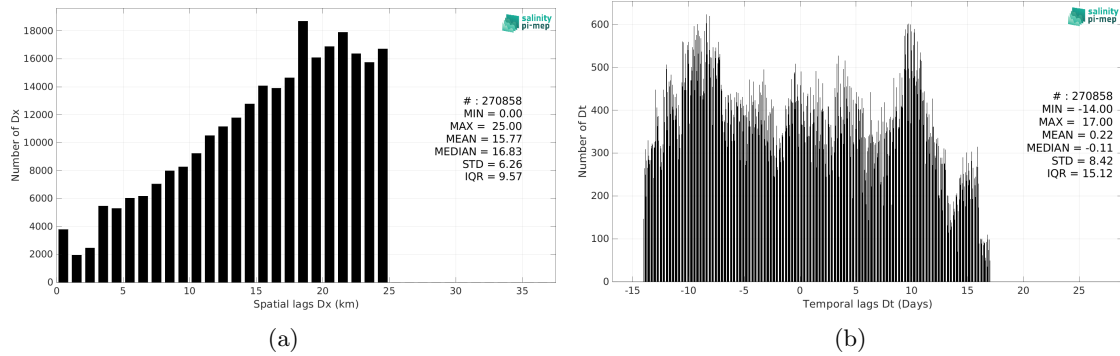 salinity
pi-mep
18000
16000
14000
12000
10000
8000
6000
4000
2000
0
Number of Dx
# : 270858
MIN = 0.00
MAX = 25.00
MEAN = 15.77
MEDIAN = 16.83
STD = 6.26
IQR = 9.57
0 5 10 15 20 25 30 35
Spatial lags Dx (km)
(a)
salinity
pi-mep
600
500
400
300
200
100
0
Number of Dt
# : 270858
MIN = -14.00
MAX = 17.00
MEAN = 0.22
MEDIAN = -0.11
STD = 8.42
IQR = 15.12
-15 -10 -5 0 5 10 15 20 25
Temporal lags Dt (Days)
(b)